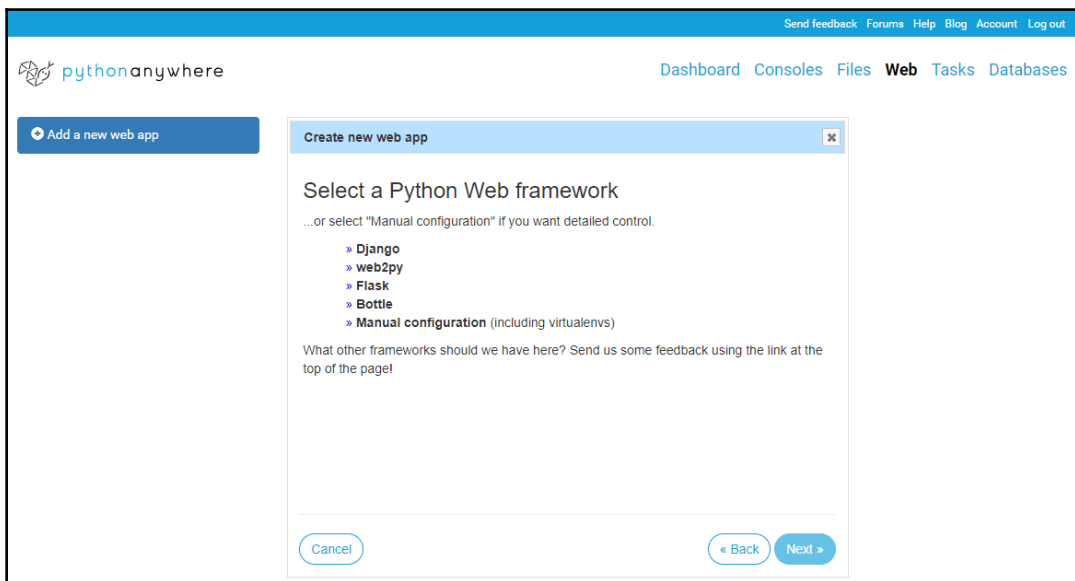 Send feedback Forums Help Blog Account Log out
pythonanywhere
Dashboard Consoles Files Web Tasks Databases
Add a new web app
Create new web app
Select a Python Web framework
...or select "Manual configuration" if you want detailed control.
» Django
» web2py
» Flask
» Bottle
» Manual configuration (including virtualenvs)
What other frameworks should we have here? Send us some feedback using the link at the
top of the page!
Cancel
« Back Next »